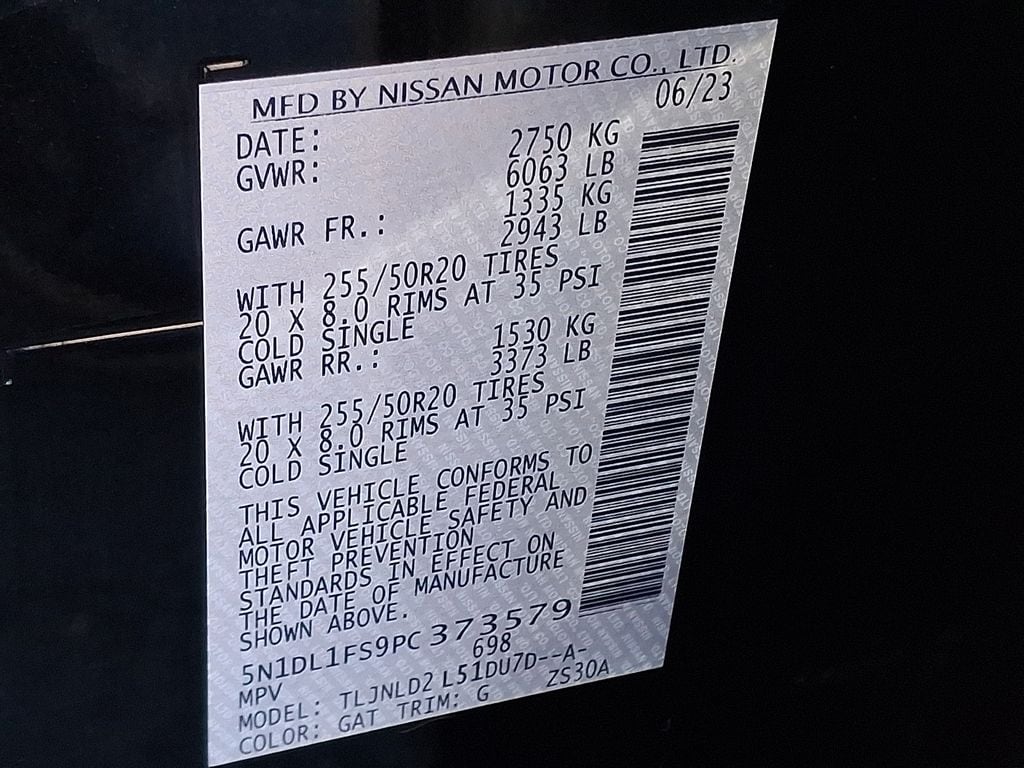 MFD BY NISSAN MOTOR CO., LTD.
DATE: 06/23
GVWR: 2750 KG
6063 LB
GAWR FR.: 1335 KG
2943 LB
WITH 255/50R20 TIRES
20 X 8.0 RIMS AT 35 PSI
COLD SINGLE
GAWR RR.: 1530 KG
3373 LB
WITH 255/50R20 TIRES
20 X 8.0 RIMS AT 35 PSI
COLD SINGLE
THIS VEHICLE CONFORMS TO
ALL APPLICABLE FEDERAL
MOTOR VEHICLE SAFETY AND
THEFT PREVENTION
STANDARDS IN EFFECT ON
THE DATE OF MANUFACTURE
SHOWN ABOVE.
5N1DL1FS9PC373579
MPV 698
MODEL: TLJNLD2 L51DU7D--A-
COLOR: GAT TRIM: G ZS30A